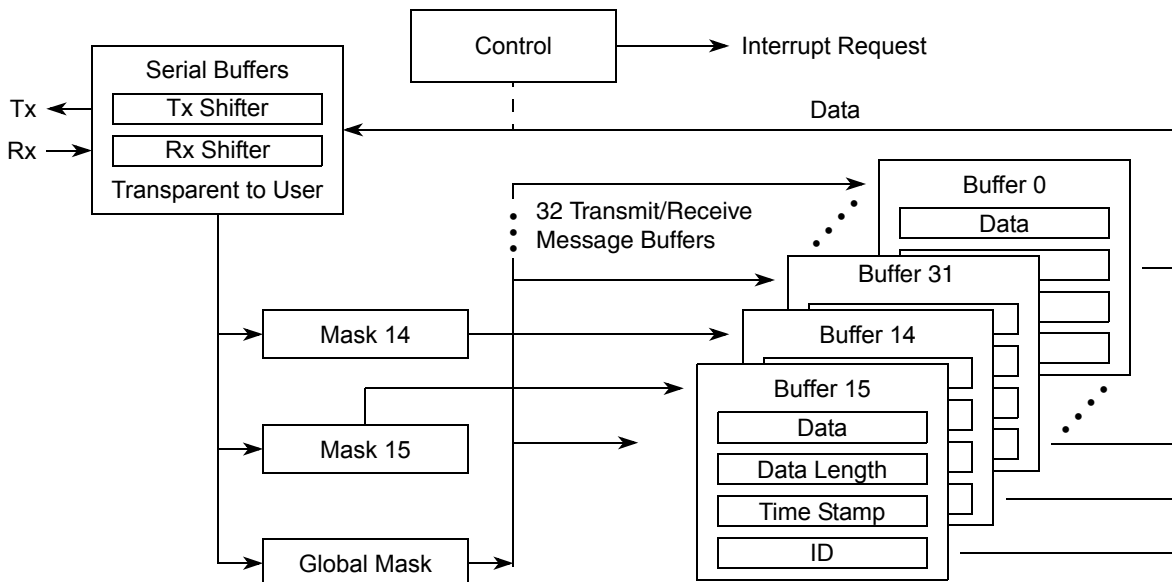 Control
Interrupt Request
Serial Buffers
Tx Shifter
Rx Shifter
Transparent to User
Tx
Rx
Data
32 Transmit/Receive
Message Buffers
Buffer 0
Data
Buffer 31
Mask 14
Buffer 14
Mask 15
Buffer 15
Data
Data Length
Time Stamp
ID
Global Mask